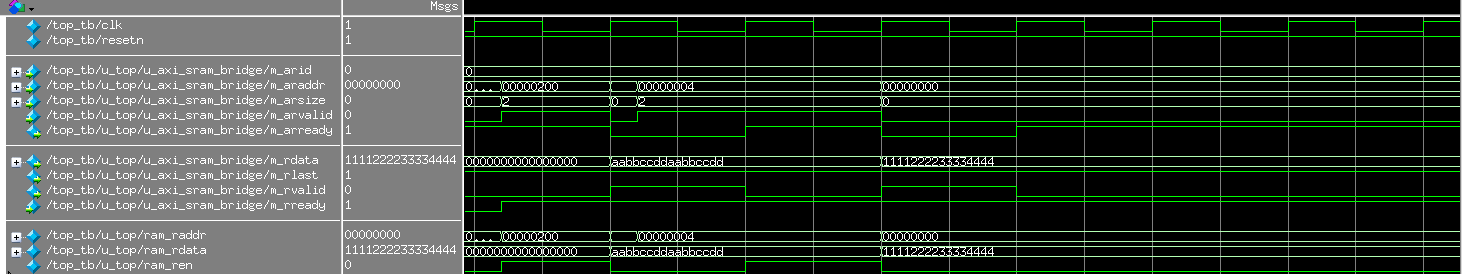 Msgs
/top_tb/clk 1
/top_tb/resetn 1
/top_tb/u_top/u_axi_sram_bridge/m_arid 0 0
/top_tb/u_top/u_axi_sram_bridge/m_araddr 00000000 0... 00000200 00000004 00000000
/top_tb/u_top/u_axi_sram_bridge/m_arsize 0 0 2 0 2 0
/top_tb/u_top/u_axi_sram_bridge/m_arvalid 0
/top_tb/u_top/u_axi_sram_bridge/m_arready 1
/top_tb/u_top/u_axi_sram_bridge/m_rdata 1111222233334444 0000000000000000 aabbccddaabbccdd 1111222233334444
/top_tb/u_top/u_axi_sram_bridge/m_rlast 1
/top_tb/u_top/u_axi_sram_bridge/m_rvalid 0
/top_tb/u_top/u_axi_sram_bridge/m_rready 1
/top_tb/u_top/ram_raddr 00000000 0... 00000200 00000004 00000000
/top_tb/u_top/ram_rdata 1111222233334444 0000000000000000 aabbccddaabbccdd 1111222233334444
/top_tb/u_top/ram_ren 0